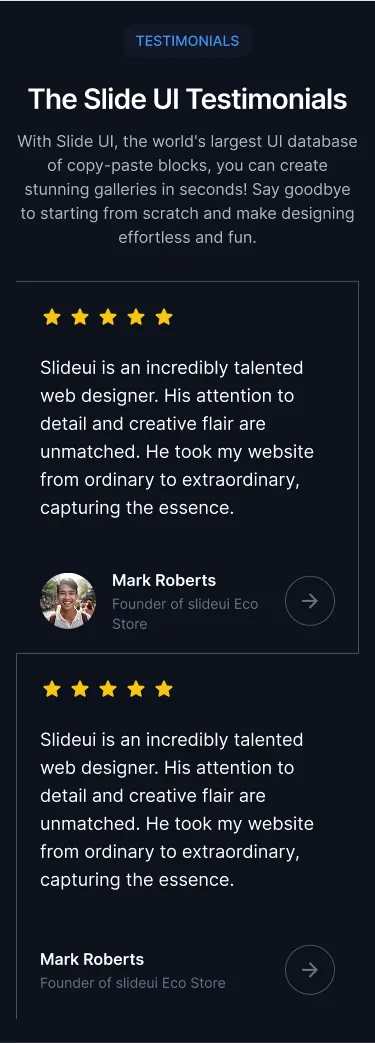 TESTIMONIALS
The Slide UI Testimonials
With Slide UI, the world's largest UI database
of copy-paste blocks, you can create
stunning galleries in seconds! Say goodbye
to starting from scratch and make designing
effortless and fun.
Slideui is an incredibly talented
web designer. His attention to
detail and creative flair are
unmatched. He took my website
from ordinary to extraordinary,
capturing the essence.
Mark Roberts
Founder of slideui Eco
Store
Slideui is an incredibly talented
web designer. His attention to
detail and creative flair are
unmatched. He took my website
from ordinary to extraordinary,
capturing the essence.
Mark Roberts
Founder of slideui Eco Store